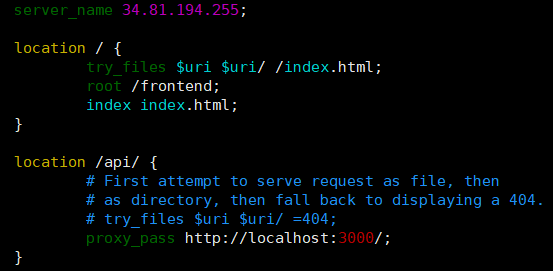 server_name 34.81.194.255;
location / {
try_files $uri $uri/ /index.html;
root /frontend;
index index.html;
}
location /api/ {
# First attempt to serve request as file, then
# as directory, then fall back to displaying a 404.
# try_files $uri $uri/ =404;
proxy_pass http://localhost:3000/;
}